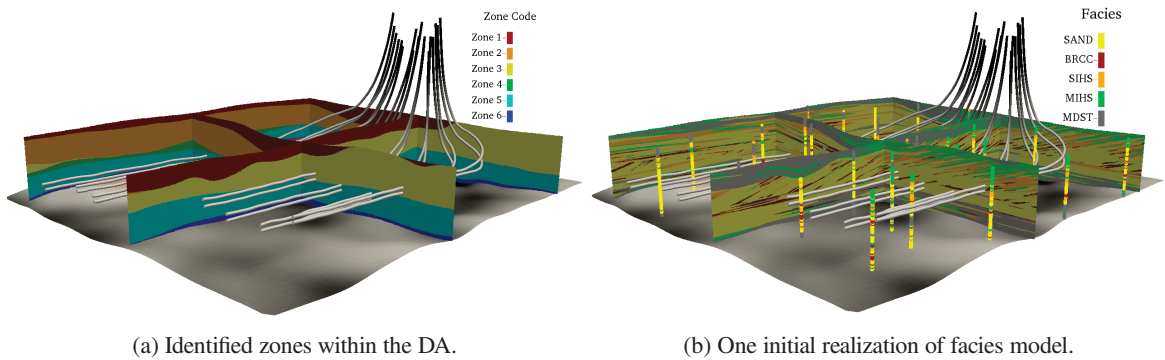 Zone Code
Zone 1
Zone 2
Zone 3
Zone 4
Zone 5
Zone 6
Facies
SAND
BRCC
SIHS
MIHS
MDST
(a) Identified zones within the DA.
(b) One initial realization of facies model.